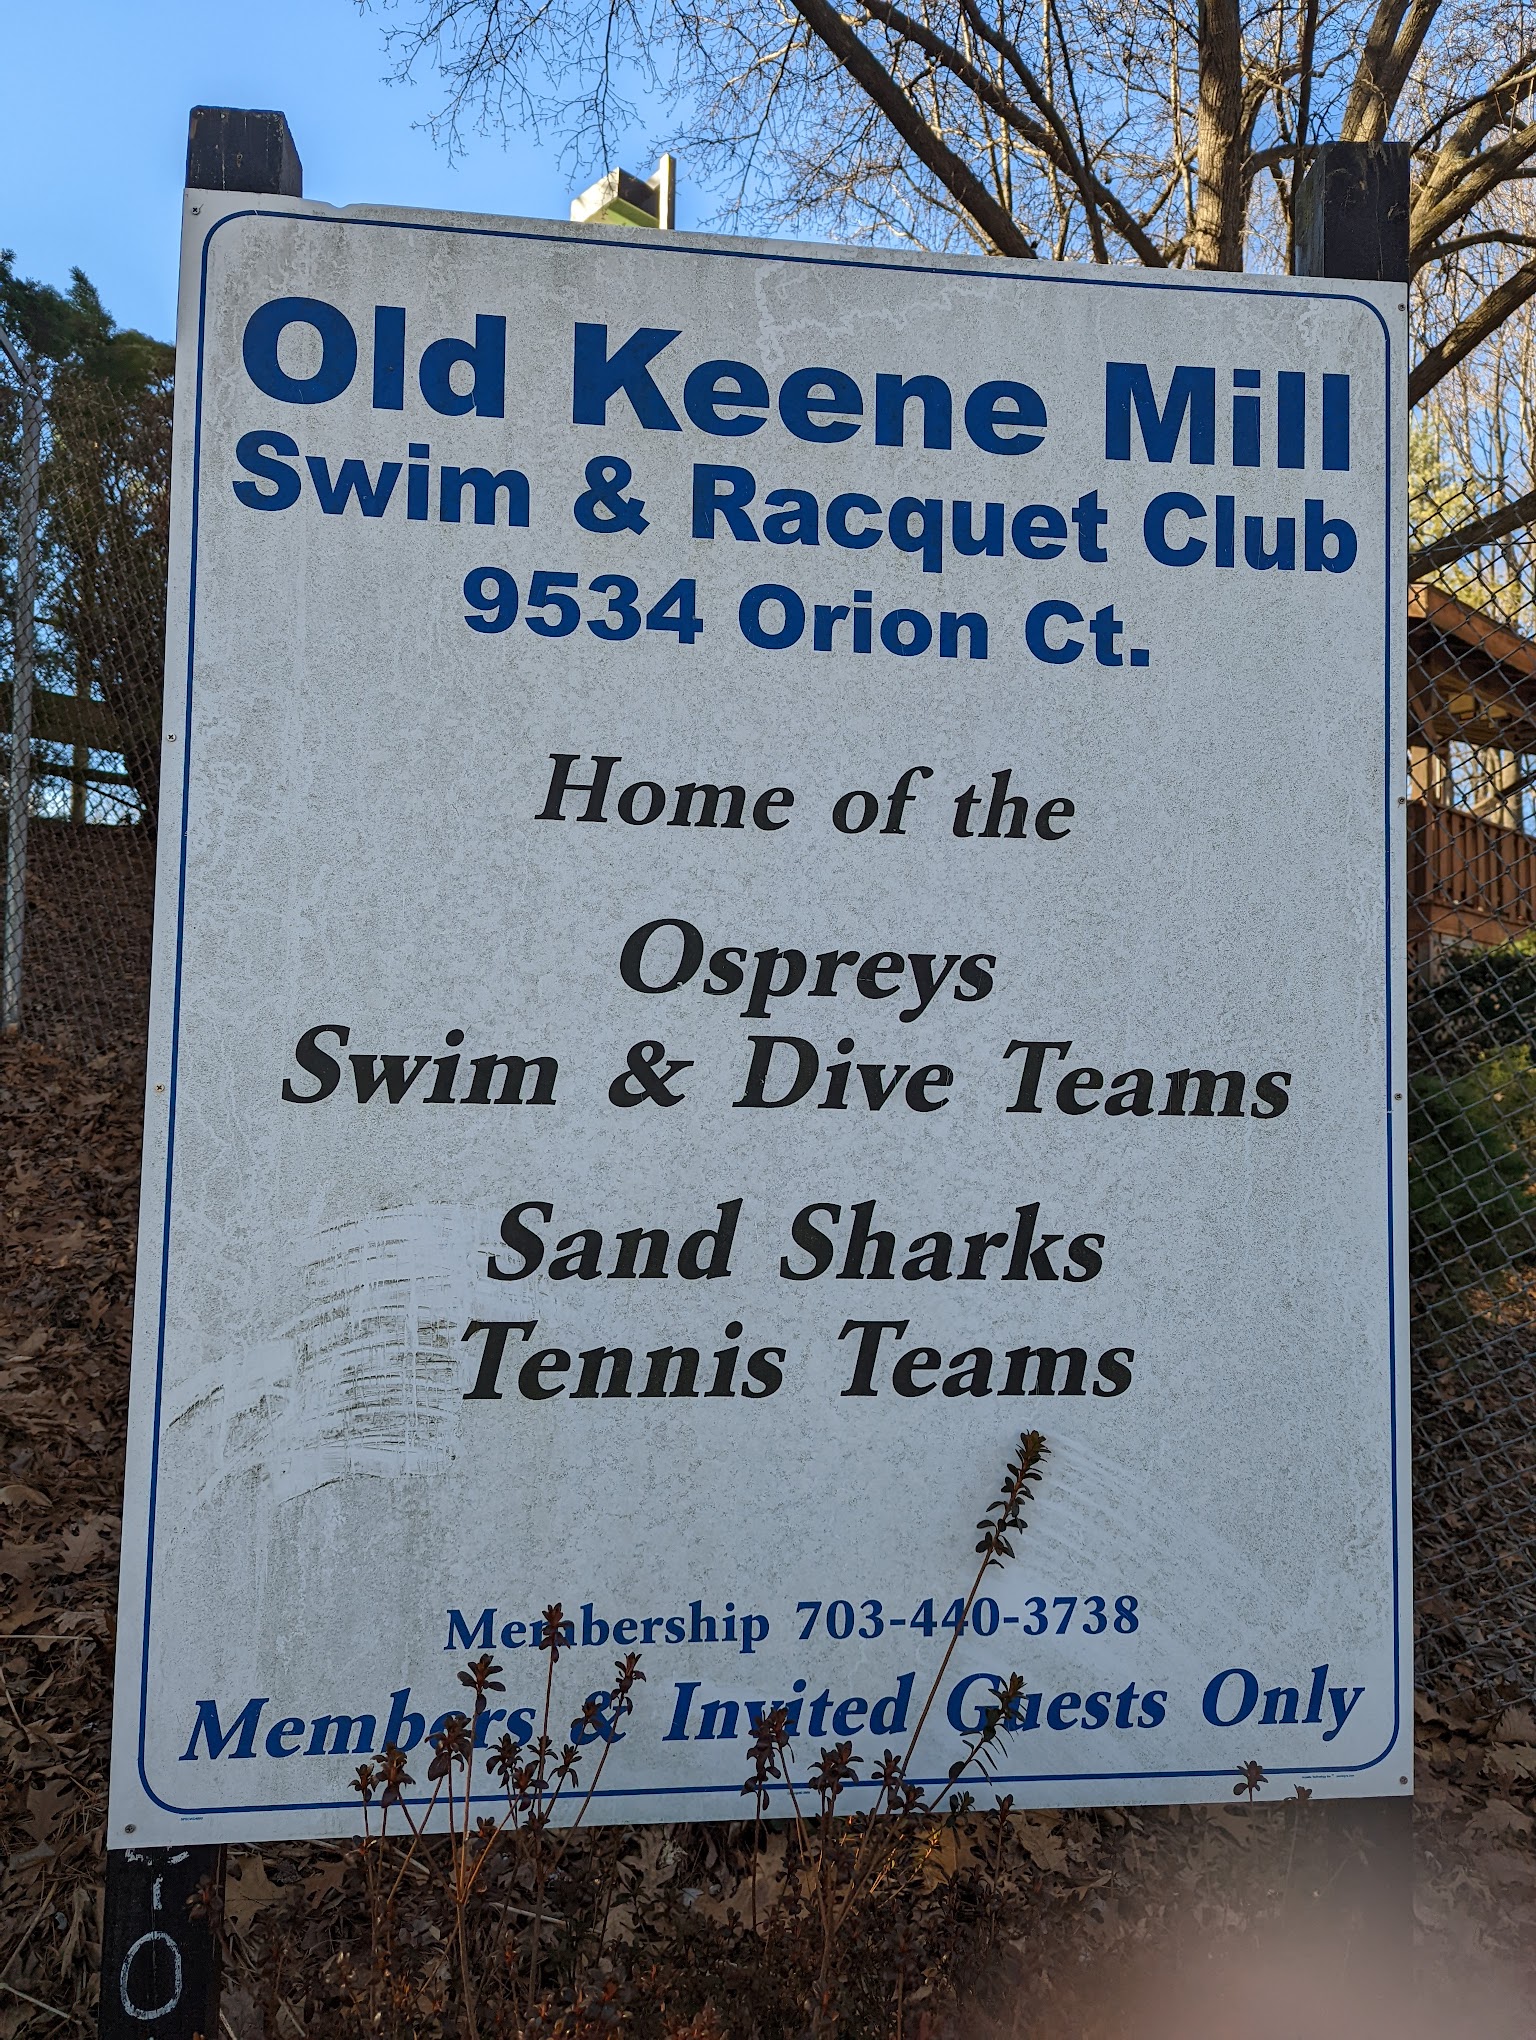 Old Keene Mill
Swim & Racquet Club
9534 Orion Ct.
Home of the
Ospreys
Swim & Dive Teams
Sand Sharks
Tennis Teams
Membership 703-440-3738
Members & Invited Guests Only